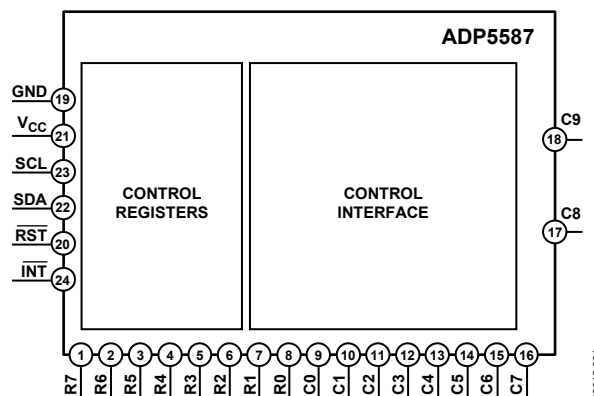 ADP5587
GND 19
VCC 21
SCL 23
SDA 22
RST 20
INT 24
CONTROL
REGISTERS
CONTROL
INTERFACE
C9
18
C8
17
1 2 3 4 5 6 7 8 9 10 11 12 13 14 15 16
R7 R6 R5 R4 R3 R2 R1 R0 C0 C1 C2 C3 C4 C5 C6 C7